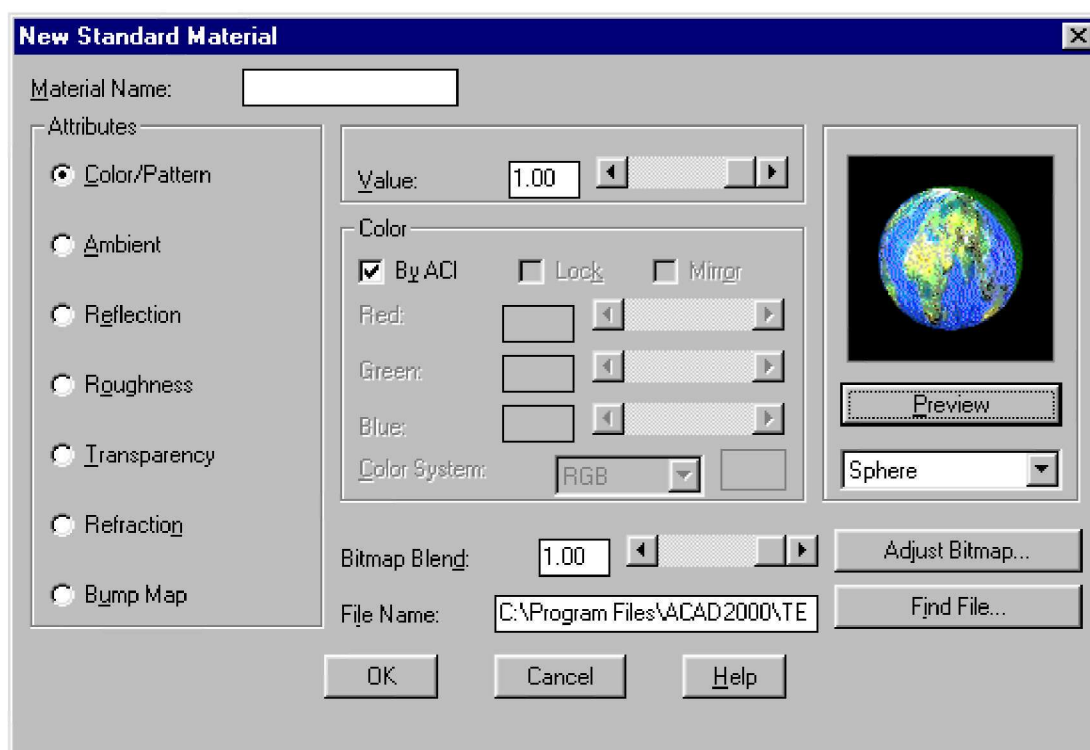 New Standard Material
Material Name:
Attributes
Color/Pattern
Ambient
Reflection
Roughness
Transparency
Refraction
Bump Map
Value: 1.00
Color
By ACI Lock Mirror
Red:
Green:
Blue:
Color System: RGB
Preview
Sphere
Bitmap Blend: 1.00
Adjust Bitmap...
File Name: C:\Program Files\ACAD2000\TE
Find File...
OK Cancel Help